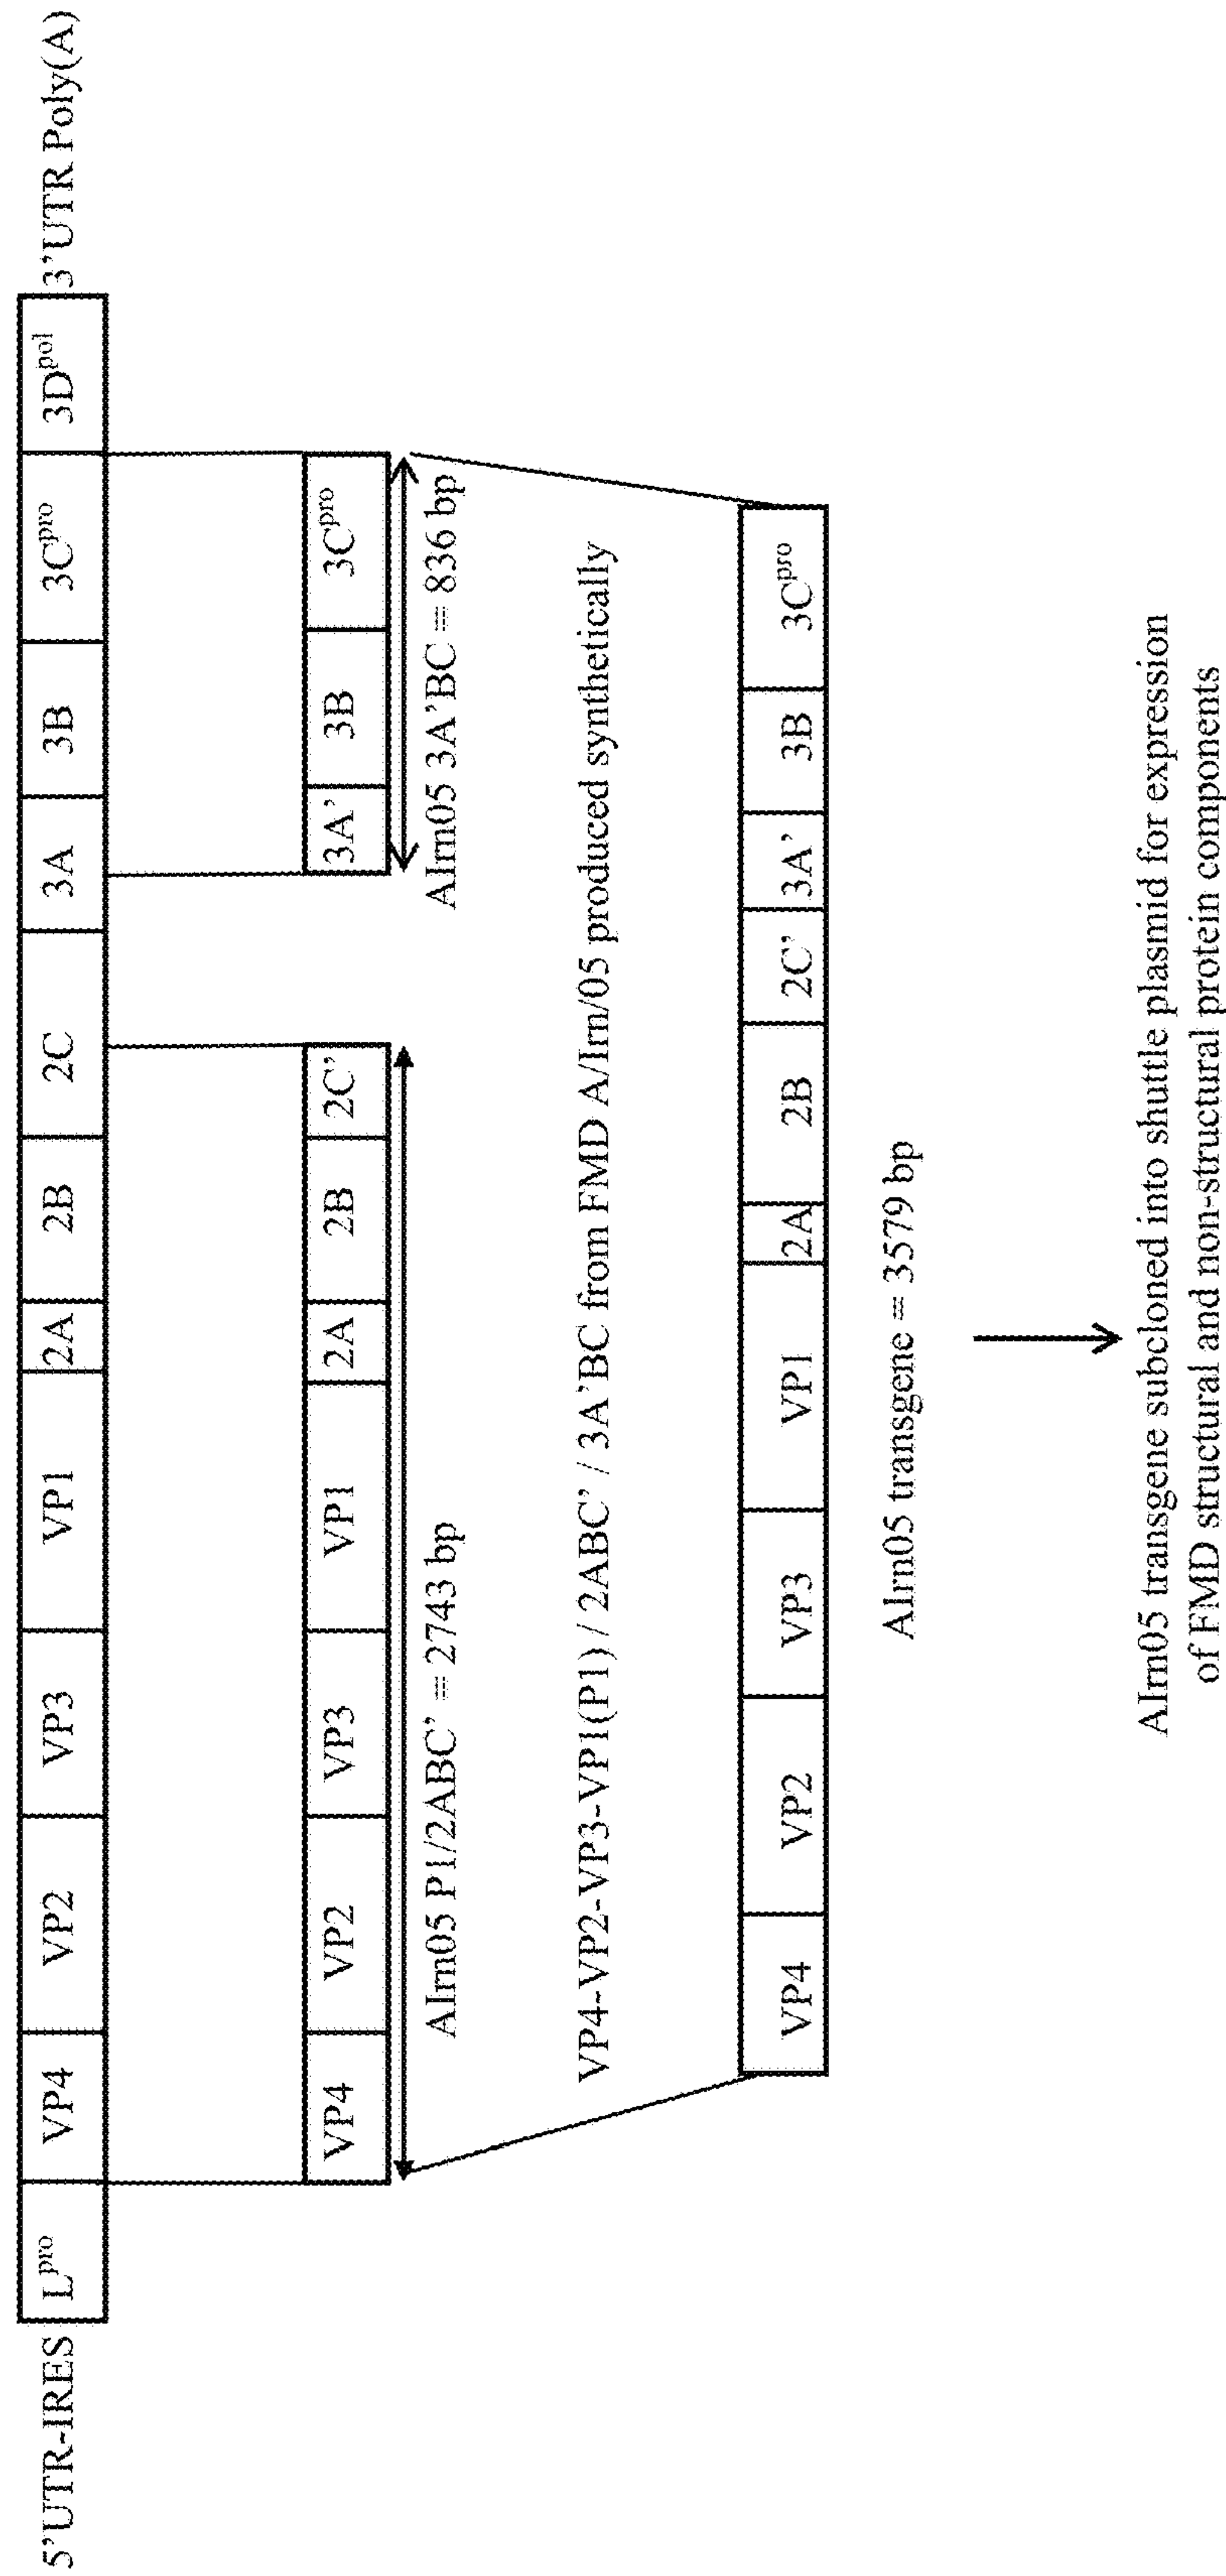 5'UTR-IRES L^pro VP4 VP2 VP3 VP1 2A 2B 2C 3A 3B 3C^pro 3D^pol 3'UTR Poly(A)
VP4 VP2 VP3 VP1 2A 2B 2C' 3A' 3B 3C^pro
AIrn05 P1/2ABC' = 2743 bp AIrn05 3A'BC = 836 bp
VP4-VP2-VP3-VP1(P1) / 2ABC' / 3A'BC from FMD A/Irn/05 produced synthetically
VP4 VP2 VP3 VP1 2A 2B 2C' 3A' 3B 3C^pro
AIrn05 transgene = 3579 bp
AIrn05 transgene subcloned into shuttle plasmid for expression
of FMD structural and non-structural protein components